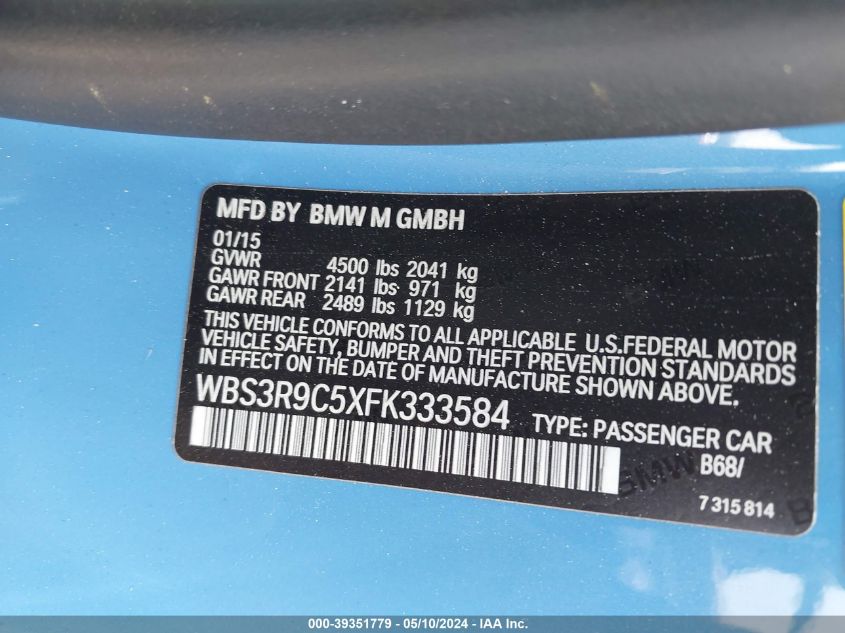 MFD BY BMW M GMBH
01/15
GVWR 4500 lbs 2041 kg
GAWR FRONT 2141 lbs 971 kg
GAWR REAR 2489 lbs 1129 kg
THIS VEHICLE CONFORMS TO ALL APPLICABLE U.S.FEDERAL MOTOR
VEHICLE SAFETY, BUMPER AND THEFT PREVENTION STANDARDS
IN EFFECT ON THE DATE OF MANUFACTURE SHOWN ABOVE.
WBS3R9C5XFK333584 TYPE: PASSENGER CAR
B68/
BMW
7 315 814
000-39351779 - 05/10/2024 - IAA Inc.